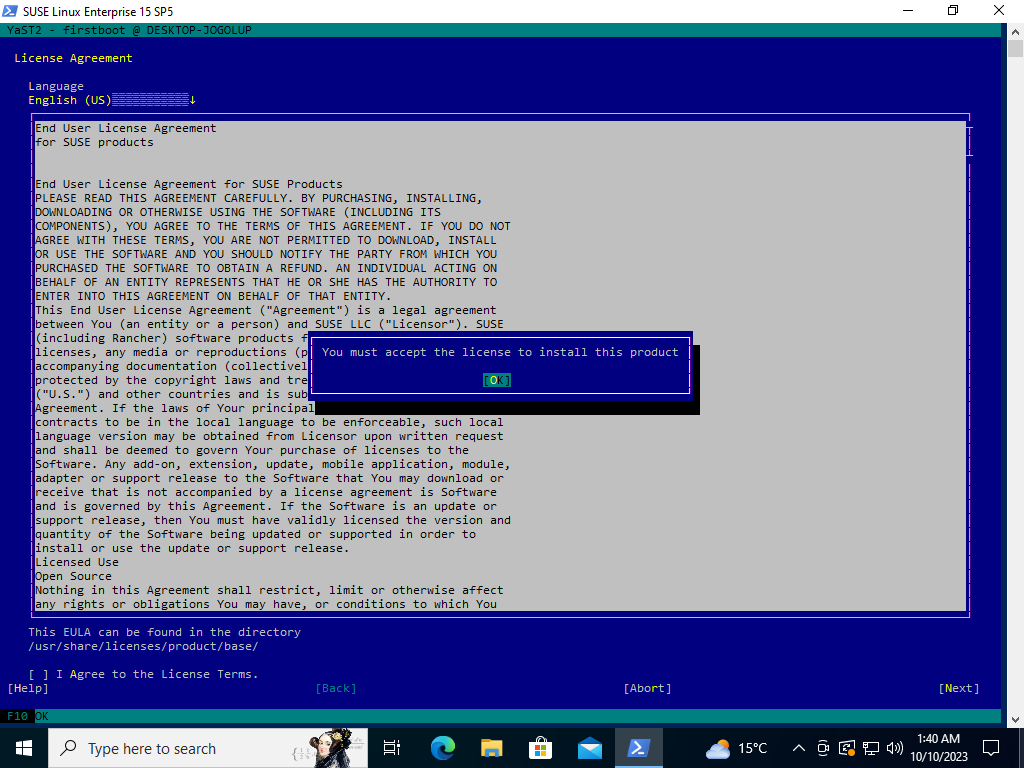 SUSE Linux Enterprise 15 SP5
YaST2 - firstboot @ DESKTOP-JOGOLUP
License Agreement
Language
English (US)
End User License Agreement
for SUSE products
End User License Agreement for SUSE Products
PLEASE READ THIS AGREEMENT CAREFULLY. BY PURCHASING, INSTALLING,
DOWNLOADING OR OTHERWISE USING THE SOFTWARE (INCLUDING ITS
COMPONENTS), YOU AGREE TO THE TERMS OF THIS AGREEMENT. IF YOU DO NOT
AGREE WITH THESE TERMS, YOU ARE NOT PERMITTED TO DOWNLOAD, INSTALL
OR USE THE SOFTWARE AND YOU SHOULD NOTIFY THE PARTY FROM WHICH YOU
PURCHASED THE SOFTWARE TO OBTAIN A REFUND. AN INDIVIDUAL ACTING ON
BEHALF OF AN ENTITY REPRESENTS THAT HE OR SHE HAS THE AUTHORITY TO
ENTER INTO THIS AGREEMENT ON BEHALF OF THAT ENTITY.
This End User License Agreement ("Agreement") is a legal agreement
between You (an entity or a person) and SUSE LLC ("Licensor"). SUSE
(including Rancher) software products f
licenses, any media or reproductions (p
accompanying documentation (collectivel
protected by the copyright laws and tre
("U.S.") and other countries and is sub
Agreement. If the laws of Your principal
contracts to be in the local language to be enforceable, such local
language version may be obtained from Licensor upon written request
and shall be deemed to govern Your purchase of licenses to the
Software. Any add-on, extension, update, mobile application, module,
adapter or support release to the Software that You may download or
receive that is not accompanied by a license agreement is Software
and is governed by this Agreement. If the Software is an update or
support release, then You must have validly licensed the version and
quantity of the Software being updated or supported in order to
install or use the update or support release.
Licensed Use
Open Source
Nothing in this Agreement shall restrict, limit or otherwise affect
any rights or obligations You may have, or conditions to which You
You must accept the license to install this product
[OK]
This EULA can be found in the directory
/usr/share/licenses/product/base/
[ ] I Agree to the License Terms.
[Help] [Back] [Abort] [Next]
F10 OK
Type here to search
15°C
1:40 AM
10/10/2023